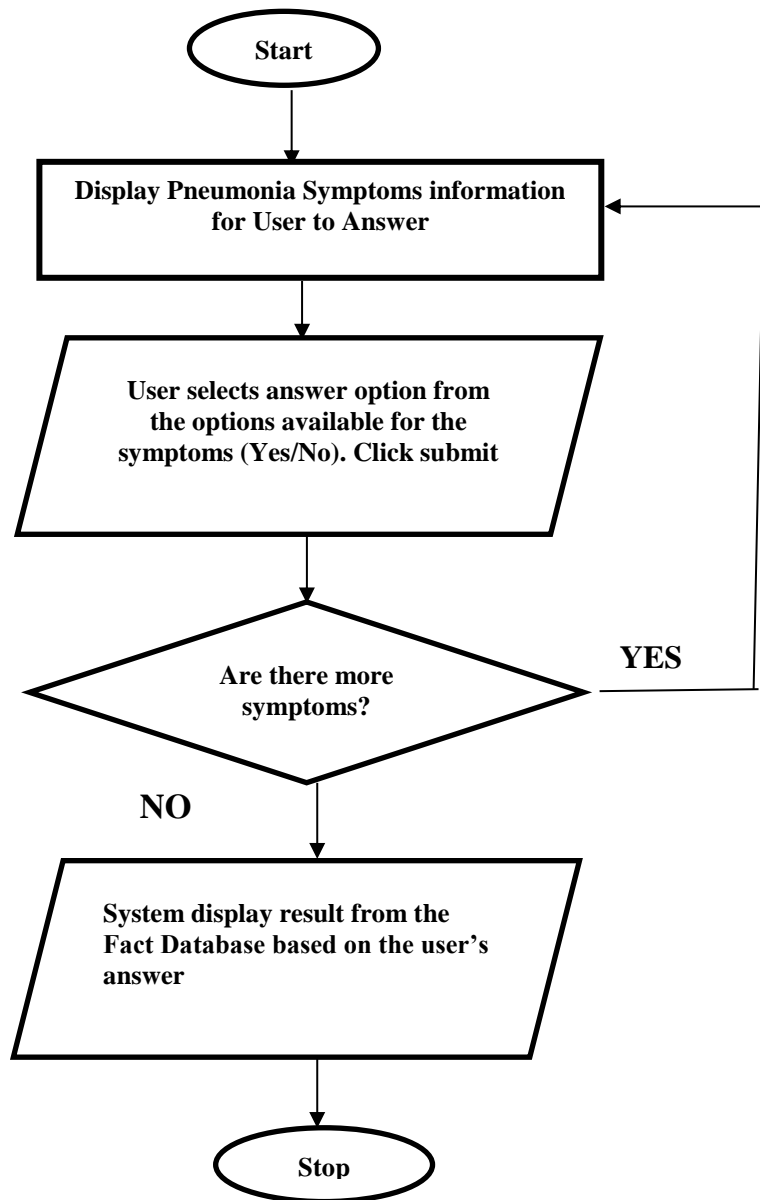 Start
Display Pneumonia Symptoms information
for User to Answer
User selects answer option from
the options available for the
symptoms (Yes/No). Click submit
YES
Are there more
symptoms?
NO
System display result from the
Fact Database based on the user’s
answer
Stop